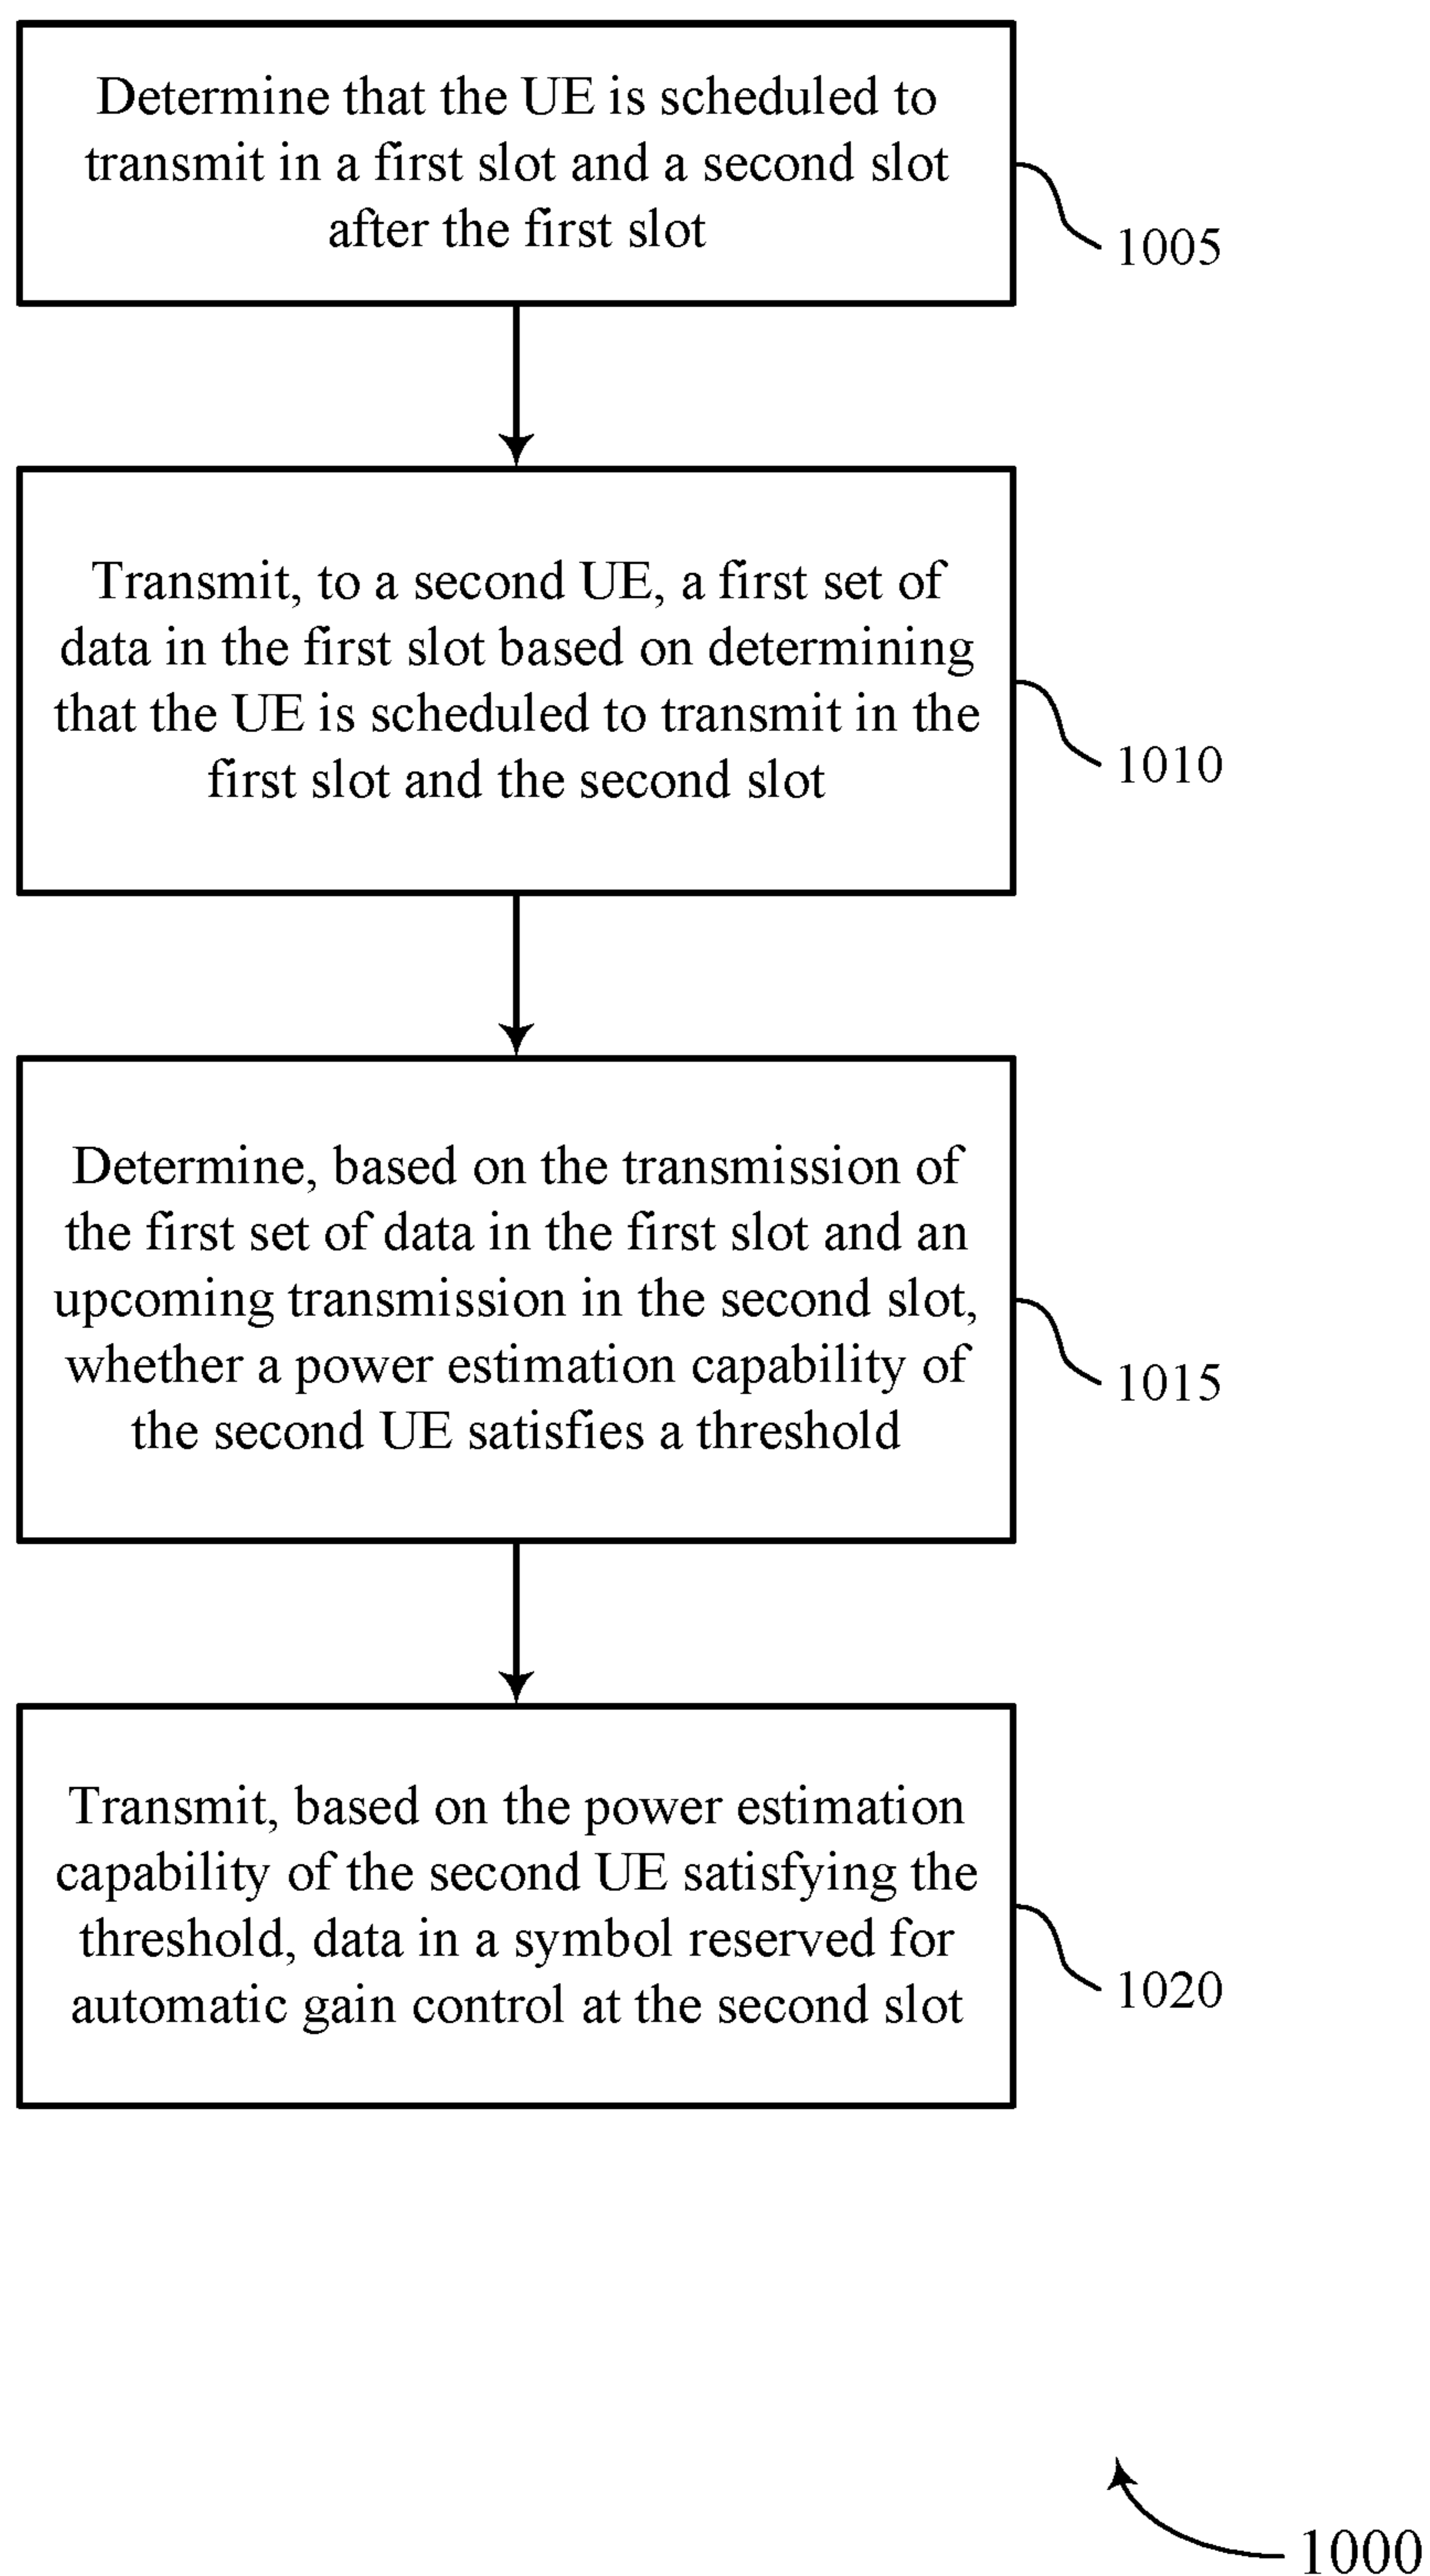 Determine that the UE is scheduled to
transmit in a first slot and a second slot
after the first slot
1005
Transmit, to a second UE, a first set of
data in the first slot based on determining
that the UE is scheduled to transmit in the
first slot and the second slot
1010
Determine, based on the transmission of
the first set of data in the first slot and an
upcoming transmission in the second slot,
whether a power estimation capability of
the second UE satisfies a threshold
1015
Transmit, based on the power estimation
capability of the second UE satisfying the
threshold, data in a symbol reserved for
automatic gain control at the second slot
1020
1000